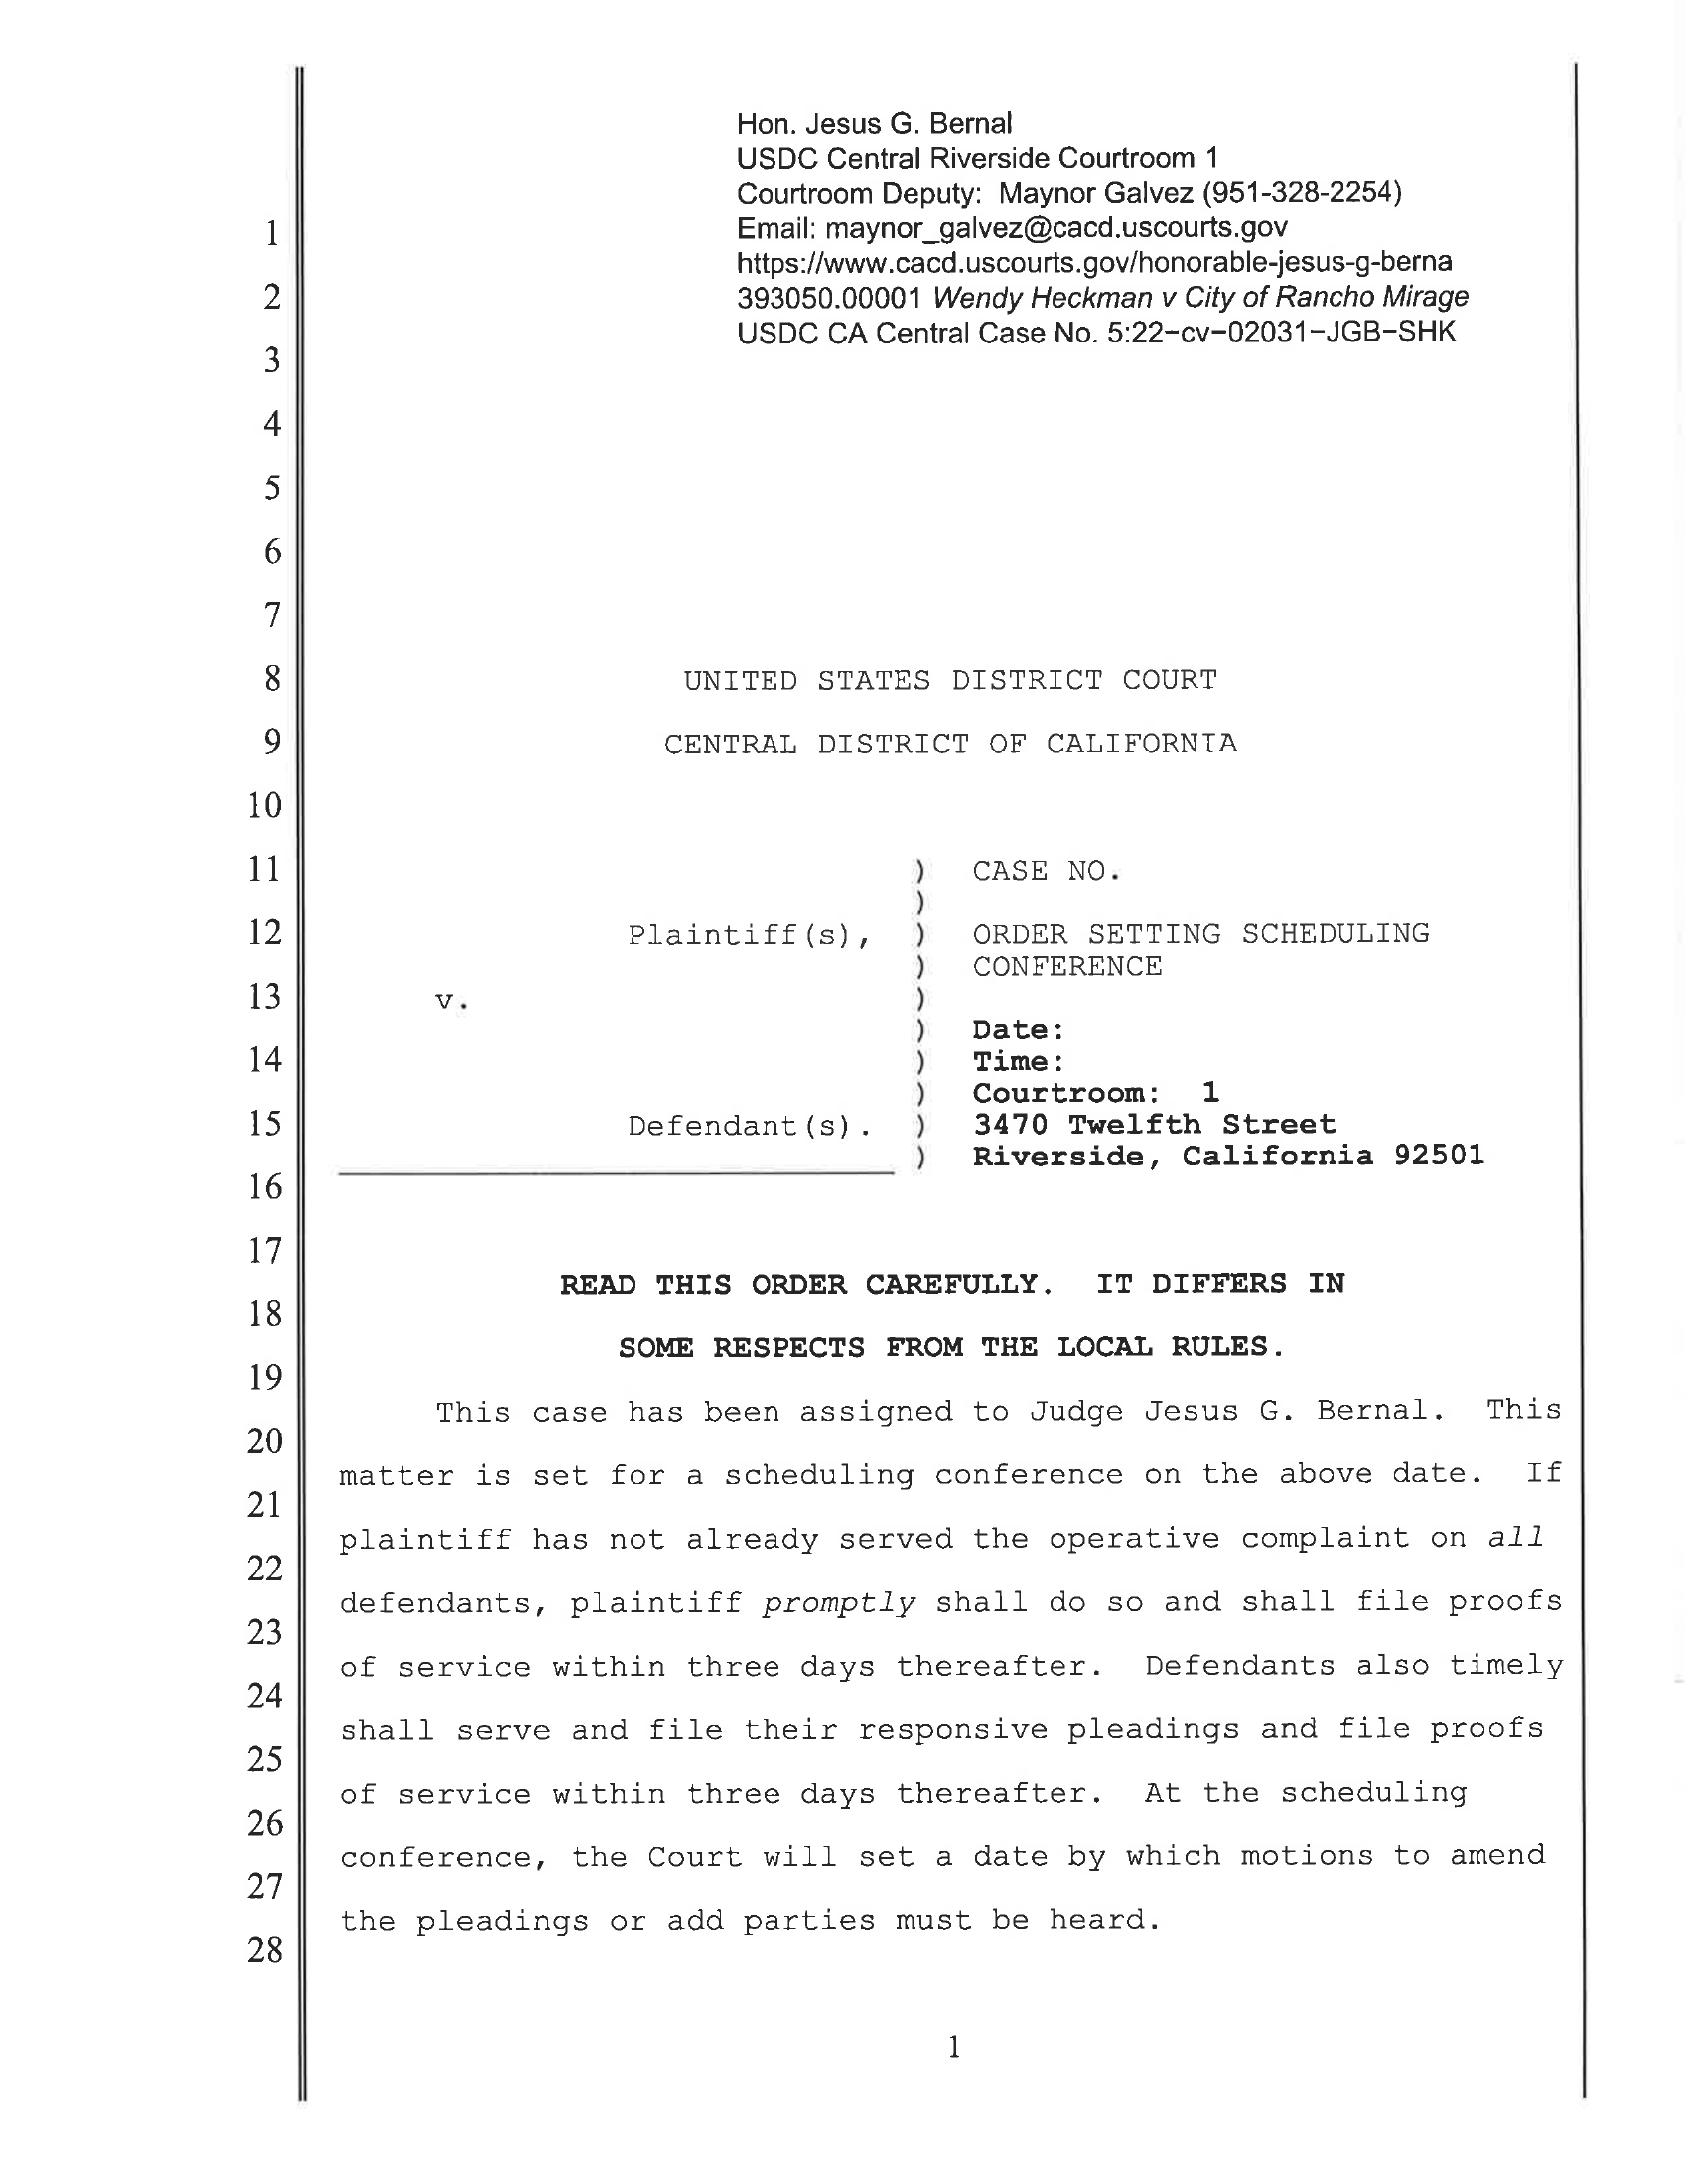 Hon. Jesus G. Bernal
USDC Central Riverside Courtroom 1
Courtroom Deputy: Maynor Galvez (951-328-2254)
1 Email: maynor_galvez@cacd.uscourts.gov
https://www.cacd.uscourts.gov/honorable-jesus-g-berna
2 393050.00001 Wendy Heckman v City of Rancho Mirage
USDC CA Central Case No. 5:22-cv-02031-JGB-SHK
3
4
5
6
7
8 UNITED STATES DISTRICT COURT
9 CENTRAL DISTRICT OF CALIFORNIA
10
11 ) CASE NO.
)
12 Plaintiff(s), ) ORDER SETTING SCHEDULING
) CONFERENCE
13 v. )
) Date:
14 ) Time:
) Courtroom: 1
15 Defendant(s). ) 3470 Twelfth Street
) Riverside, California 92501
16
17
READ THIS ORDER CAREFULLY. IT DIFFERS IN
18
SOME RESPECTS FROM THE LOCAL RULES.
19
This case has been assigned to Judge Jesus G. Bernal. This
20
matter is set for a scheduling conference on the above date. If
21
plaintiff has not already served the operative complaint on all
22
defendants, plaintiff promptly shall do so and shall file proofs
23
of service within three days thereafter. Defendants also timely
24
shall serve and file their responsive pleadings and file proofs
25
of service within three days thereafter. At the scheduling
26
conference, the Court will set a date by which motions to amend
27
the pleadings or add parties must be heard.
28
1